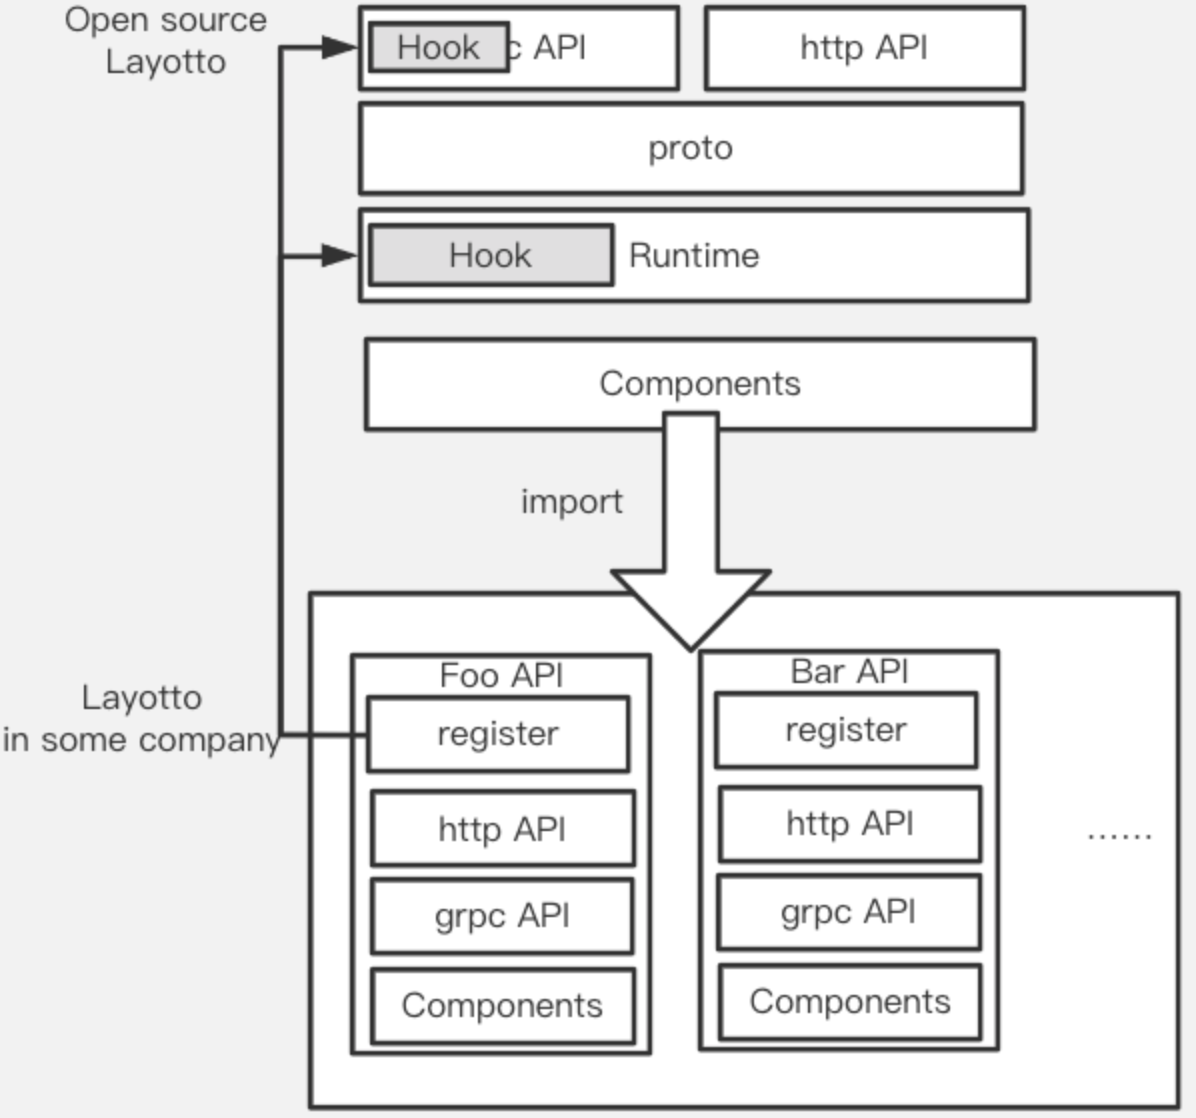 Open source
Layotto
Hook
c API
http API
proto
Hook
Runtime
Components
import
Layotto
in some company
Foo API
register
http API
grpc API
Components
Bar API
register
http API
grpc API
Components
......